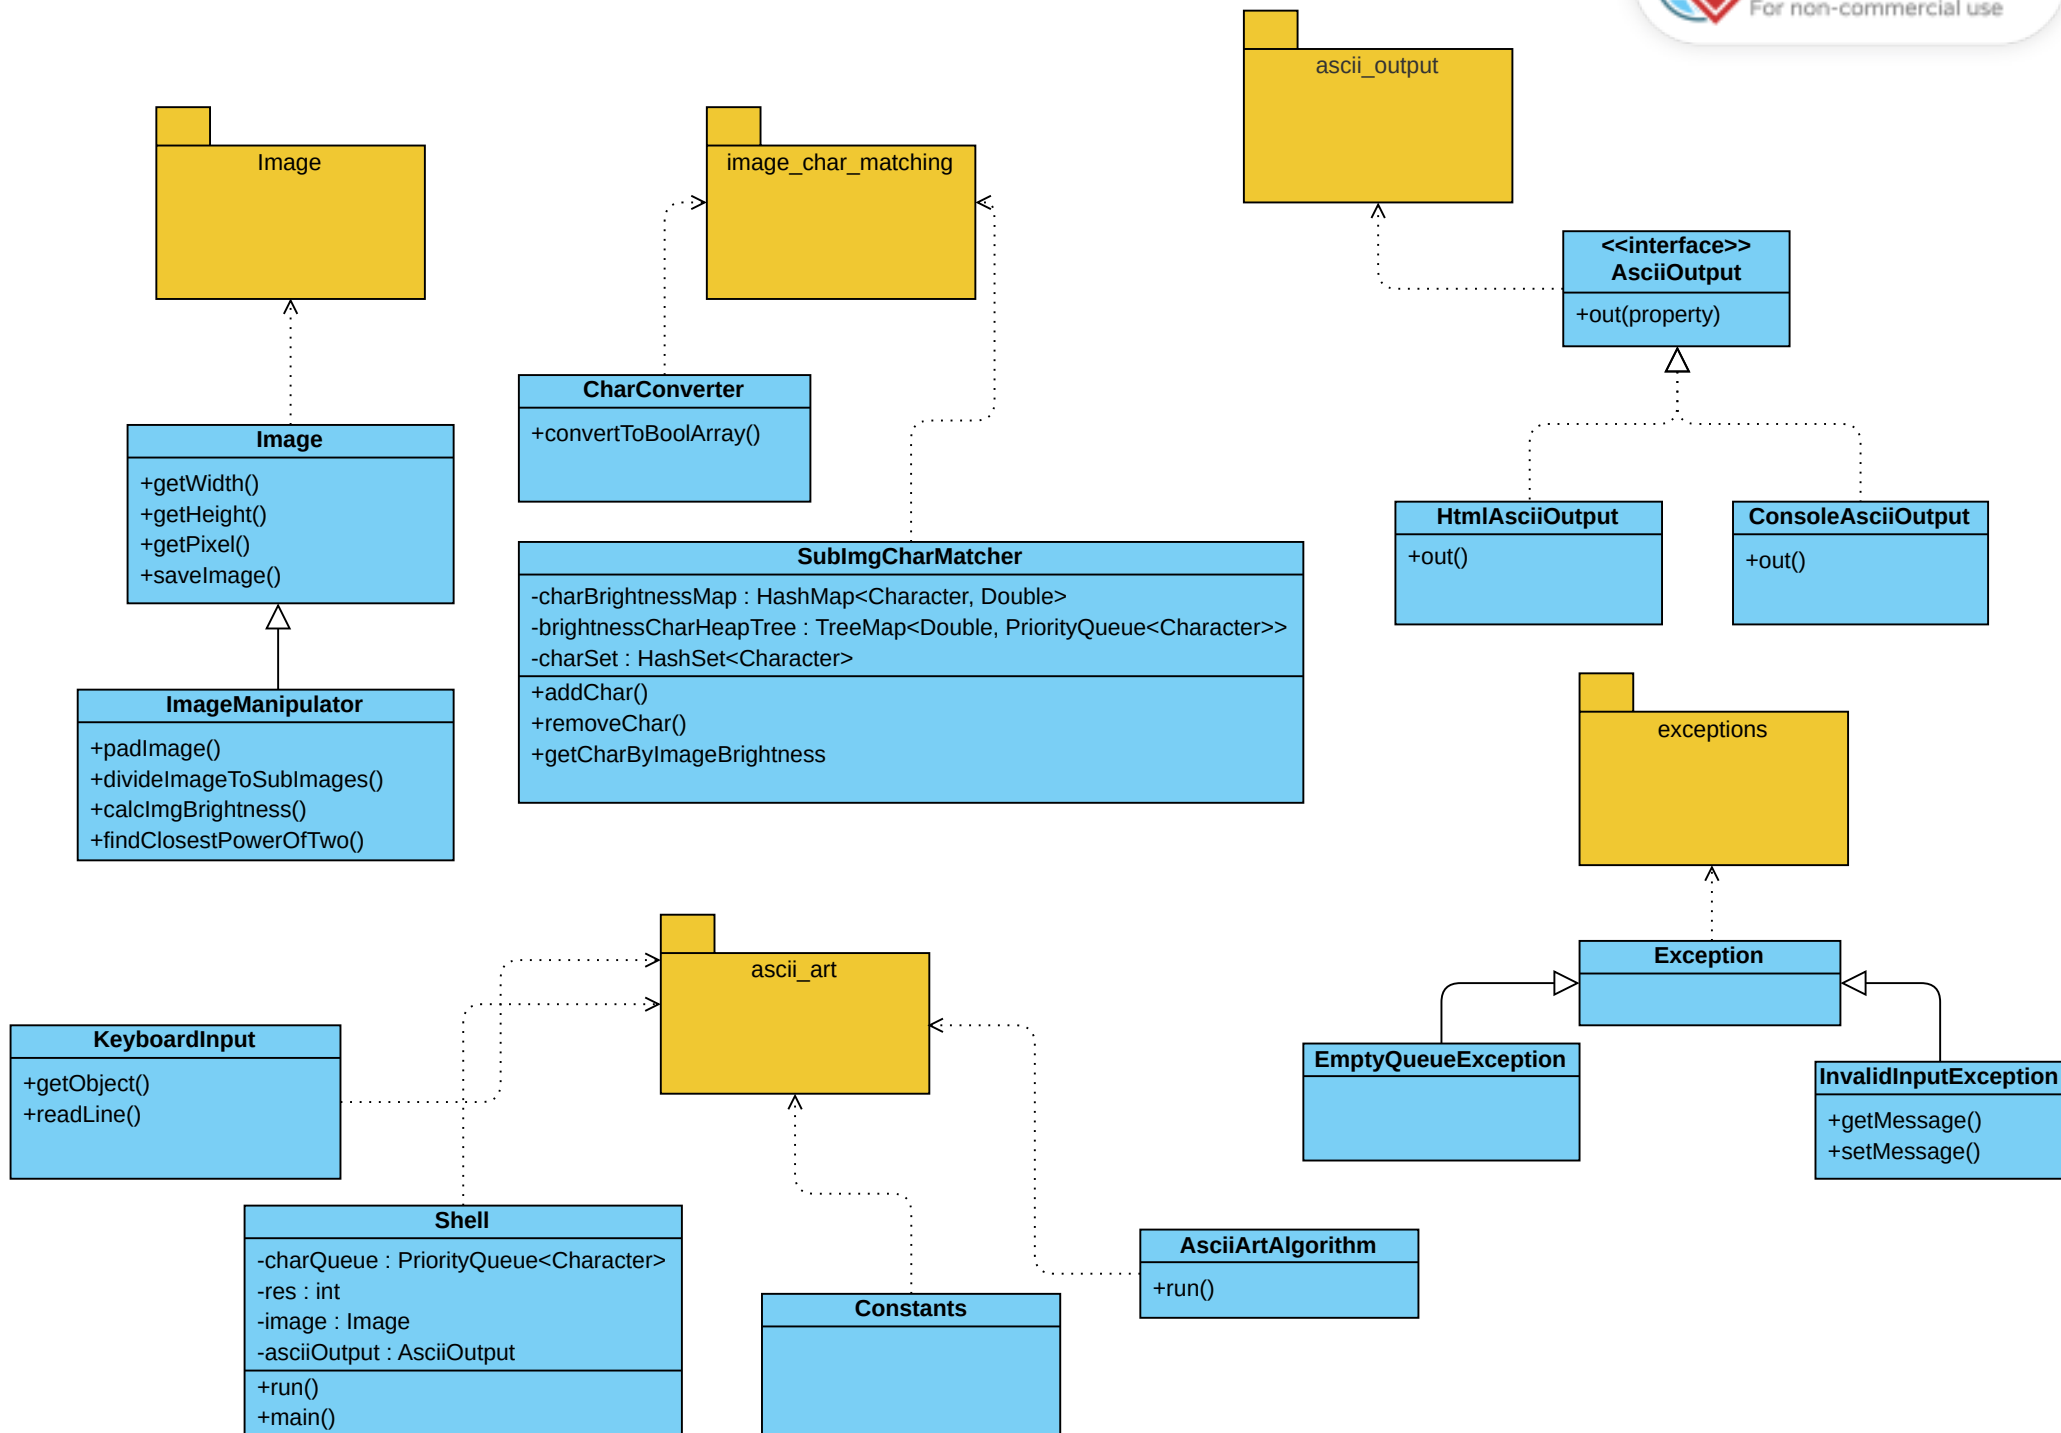 For non-commercial use
ascii_output
Image
image_char_matching
<<interface>>
AsciiOutput
+out(property)
CharConverter
+convertToBoolArray()
Image
+getWidth()
+getHeight()
+getPixel()
+saveImage()
HtmlAsciiOutput
+out()
ConsoleAsciiOutput
+out()
SubImgCharMatcher
-charBrightnessMap : HashMap<Character, Double>
-brightnessCharHeapTree : TreeMap<Double, PriorityQueue<Character>>
-charSet : HashSet<Character>
+addChar()
+removeChar()
+getCharByImageBrightness
ImageManipulator
+padImage()
+divideImageToSubImages()
+calcImgBrightness()
+findClosestPowerOfTwo()
exceptions
Exception
ascii_art
KeyboardInput
+getObject()
+readLine()
EmptyQueueException
InvalidInputException
+getMessage()
+setMessage()
Shell
-charQueue : PriorityQueue<Character>
-res : int
-image : Image
-asciiOutput : AsciiOutput
+run()
+main()
Constants
AsciiArtAlgorithm
+run()